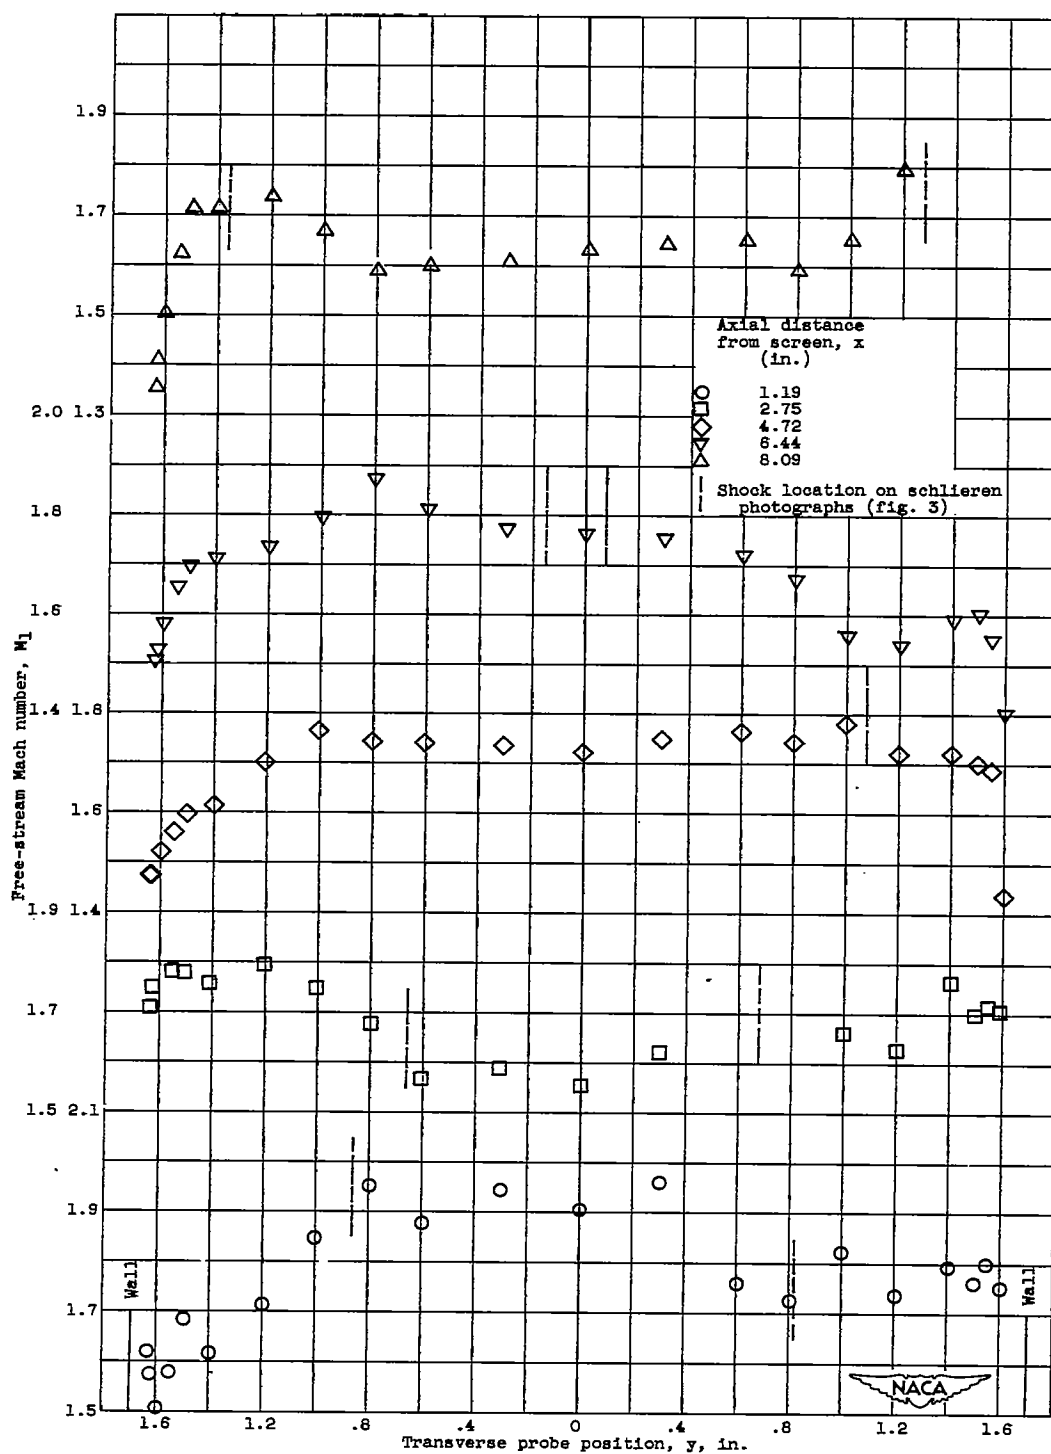 1.9
1.7
1.5
Axial distance
from screen, x
(in.)
2.0 1.3
1.19
2.75
4.72
6.44
8.09
Shock location on schlieren
photographs (fig. 3)
1.8
1.6
Free-stream Mach number, M1
1.4 1.8
1.6
1.9 1.4
1.7
1.5 2.1
1.9
Wall
Wall
1.7
NACA
1.5
1.6 1.2 .8 .4 0 .4 .8 1.2 1.6
Transverse probe position, y, in.